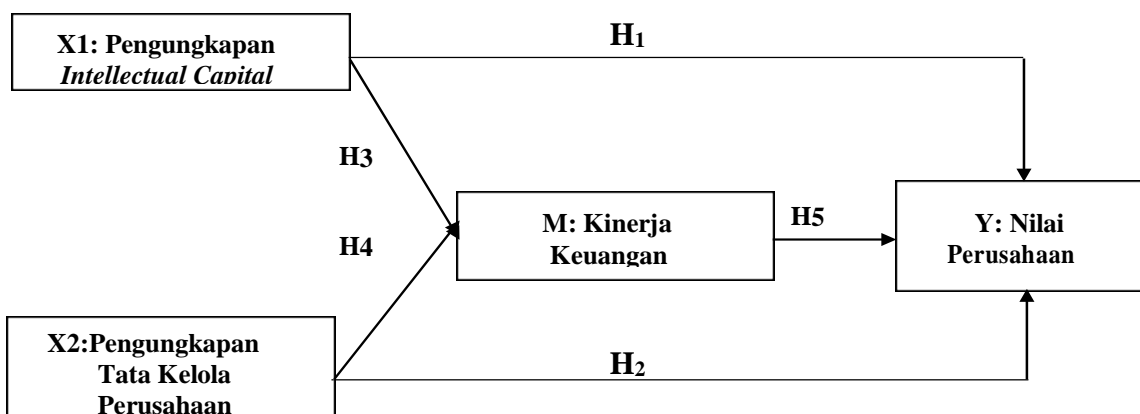 X1: Pengungkapan
Intellectual Capital
H1
H3
H4
M: Kinerja
Keuangan
H5
Y: Nilai
Perusahaan
X2:Pengungkapan
Tata Kelola
Perusahaan
H2